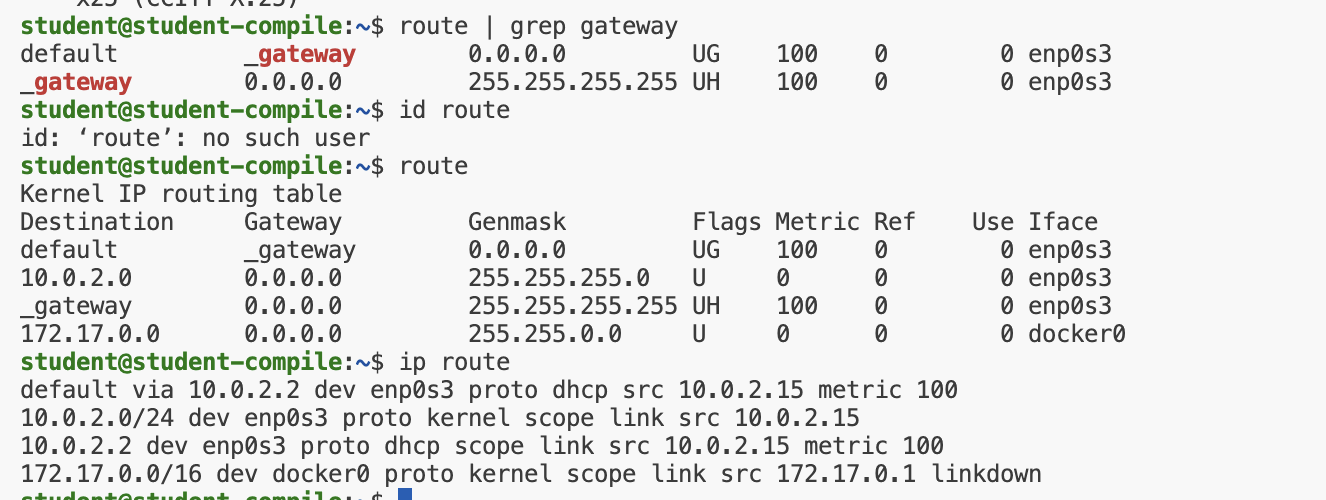 x25 (CCITT X.25)
student@student-compile:~$ route | grep gateway
default         _gateway        0.0.0.0         UG    100    0        0 enp0s3
_gateway        0.0.0.0         255.255.255.255 UH    100    0        0 enp0s3
student@student-compile:~$ id route
id: ‘route’: no such user
student@student-compile:~$ route
Kernel IP routing table
Destination     Gateway         Genmask         Flags Metric Ref    Use Iface
default         _gateway        0.0.0.0         UG    100    0        0 enp0s3
10.0.2.0        0.0.0.0         255.255.255.0   U     0      0        0 enp0s3
_gateway        0.0.0.0         255.255.255.255 UH    100    0        0 enp0s3
172.17.0.0      0.0.0.0         255.255.0.0     U     0      0        0 docker0
student@student-compile:~$ ip route
default via 10.0.2.2 dev enp0s3 proto dhcp src 10.0.2.15 metric 100
10.0.2.0/24 dev enp0s3 proto kernel scope link src 10.0.2.15
10.0.2.2 dev enp0s3 proto dhcp scope link src 10.0.2.15 metric 100
172.17.0.0/16 dev docker0 proto kernel scope link src 172.17.0.1 linkdown
student@student-compile:~$